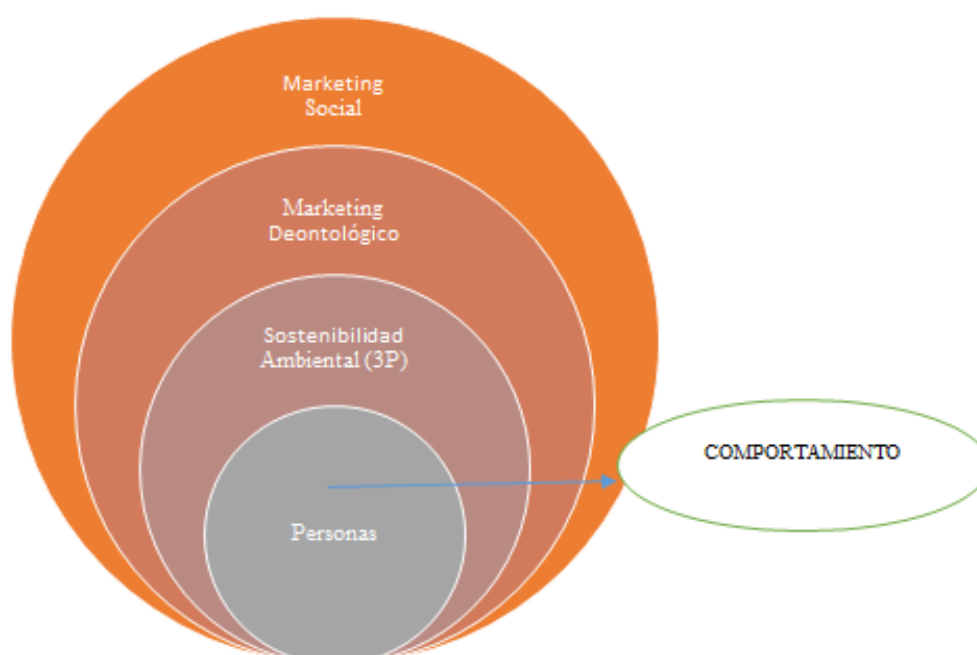 Marketing
Social
Marketing
Deontológico
Sostenibilidad
Ambiental (3P)
COMPORTAMIENTO
Personas